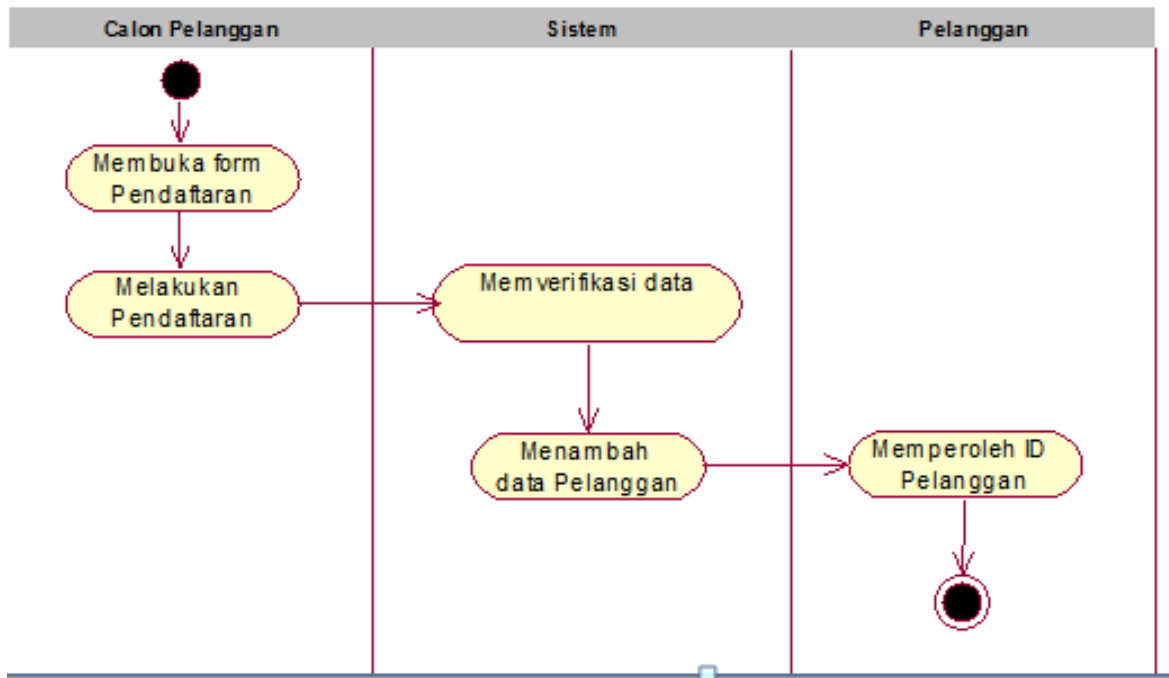 Calon Pelanggan
Sistem
Pelanggan
Membuka form
Pendaftaran
Melakukan
Pendaftaran
Memverifikasi data
Menambah
data Pelanggan
Memperoleh ID
Pelanggan